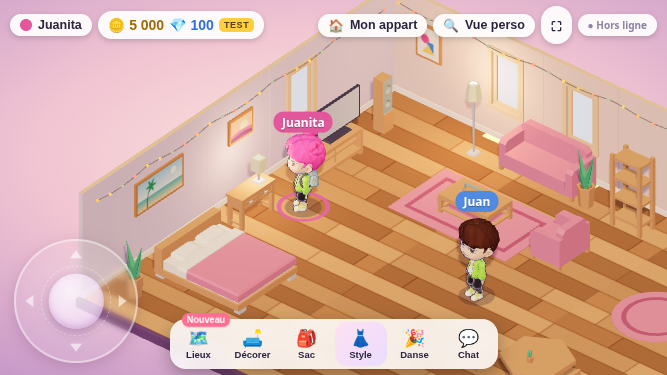 Juanita
5 000 100 TEST
Mon appart
Vue perso
Hors ligne
Juanita
Juan
Nouveau
Lieux
Décorer
Sac
Style
Danse
Chat